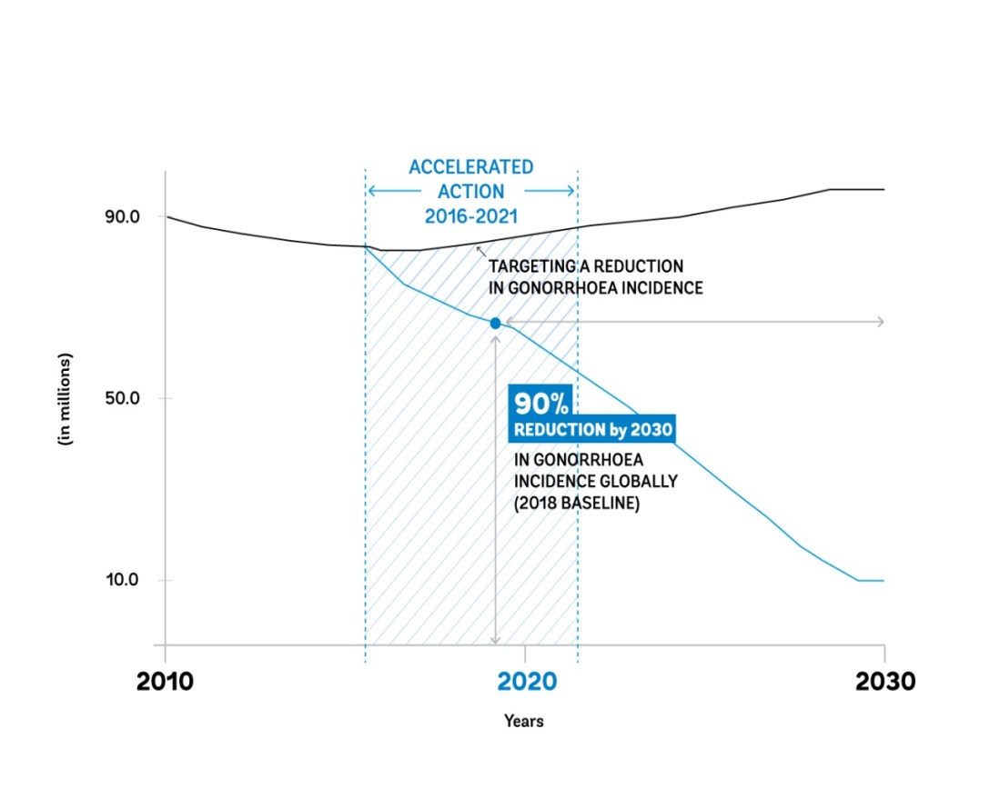 ACCELERATED
ACTION
2016-2021
90.0
TARGETING A REDUCTION
IN GONORRHOEA INCIDENCE
(in millions)
50.0
90%
REDUCTION by 2030
IN GONORRHOEA
INCIDENCE GLOBALLY
(2018 BASELINE)
10.0
2010
2020
2030
Years